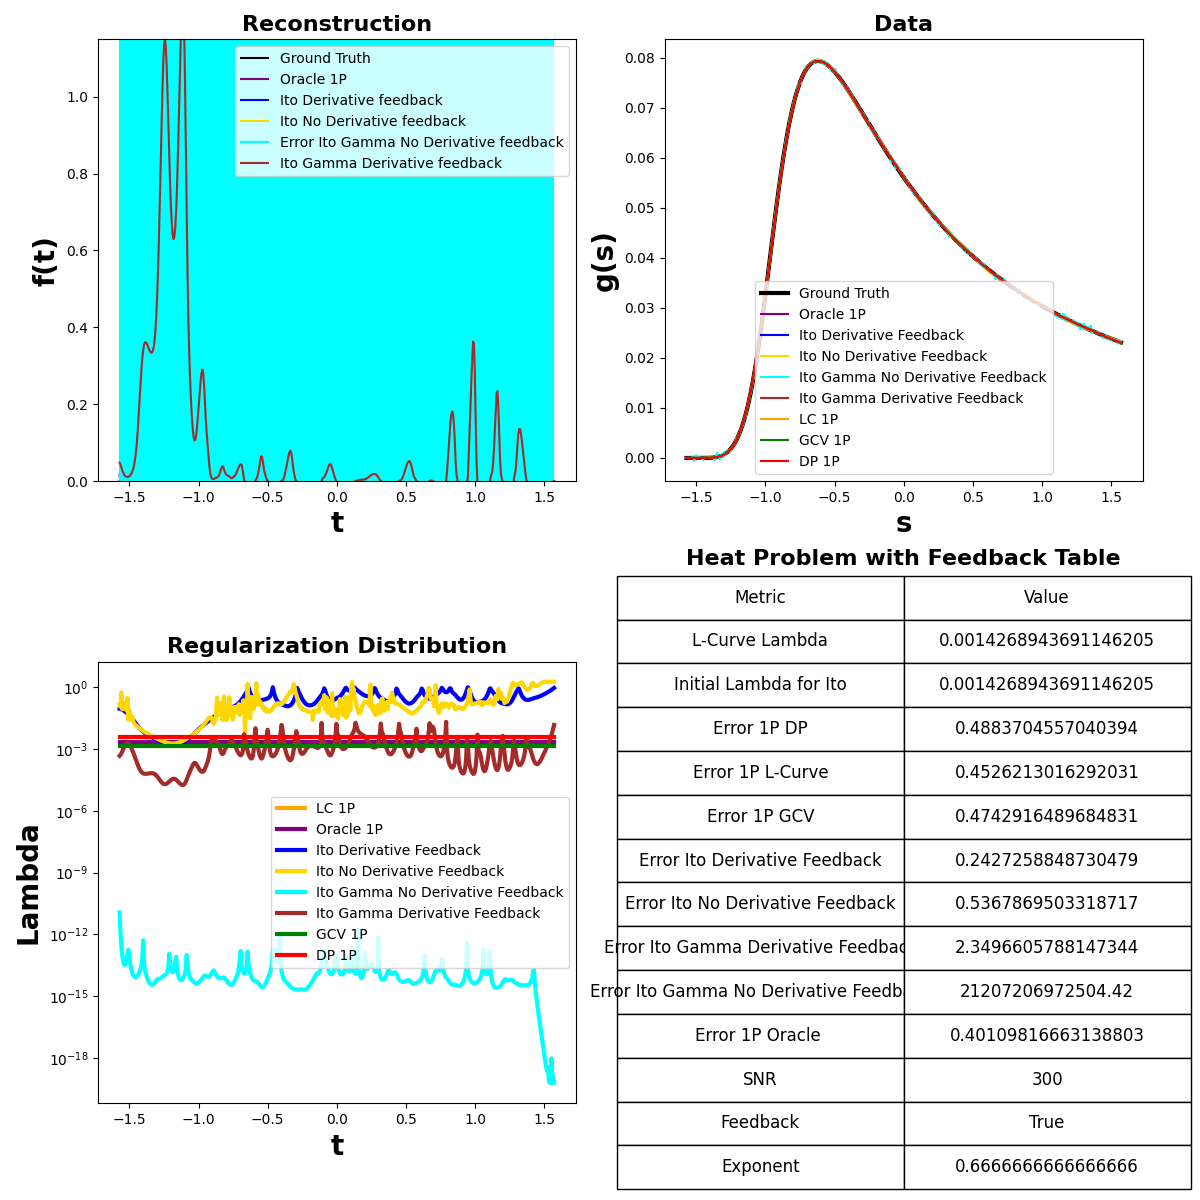 Reconstruction
1.0
0.8
0.6
0.4
0.2
0.0
f(t)
Ground Truth
Oracle 1P
Ito Derivative feedback
Ito No Derivative feedback
Error Ito Gamma No Derivative feedback
Ito Gamma Derivative feedback
−1.5 −1.0 −0.5 0.0 0.5 1.0 1.5
t
Data
0.08
0.07
0.06
0.05
0.04
0.03
0.02
0.01
0.00
g(s)
Ground Truth
Oracle 1P
Ito Derivative Feedback
Ito No Derivative Feedback
Ito Gamma No Derivative Feedback
Ito Gamma Derivative Feedback
LC 1P
GCV 1P
DP 1P
−1.5 −1.0 −0.5 0.0 0.5 1.0 1.5
s
Regularization Distribution
10⁰
10⁻³
10⁻⁶
10⁻⁹
10⁻¹²
10⁻¹⁵
10⁻¹⁸
Lambda
LC 1P
Oracle 1P
Ito Derivative Feedback
Ito No Derivative Feedback
Ito Gamma No Derivative Feedback
Ito Gamma Derivative Feedback
GCV 1P
DP 1P
−1.5 −1.0 −0.5 0.0 0.5 1.0 1.5
t
Heat Problem with Feedback Table
Metric Value
L-Curve Lambda 0.0014268943691146205
Initial Lambda for Ito 0.0014268943691146205
Error 1P DP 0.4883704557040394
Error 1P L-Curve 0.4526213016292031
Error 1P GCV 0.4742916489684831
Error Ito Derivative Feedback 0.2427258848730479
Error Ito No Derivative Feedback 0.5367869503318717
Error Ito Gamma Derivative Feedbac 2.3496605788147344
Error Ito Gamma No Derivative Feedb 21207206972504.42
Error 1P Oracle 0.40109816663138803
SNR 300
Feedback True
Exponent 0.6666666666666666